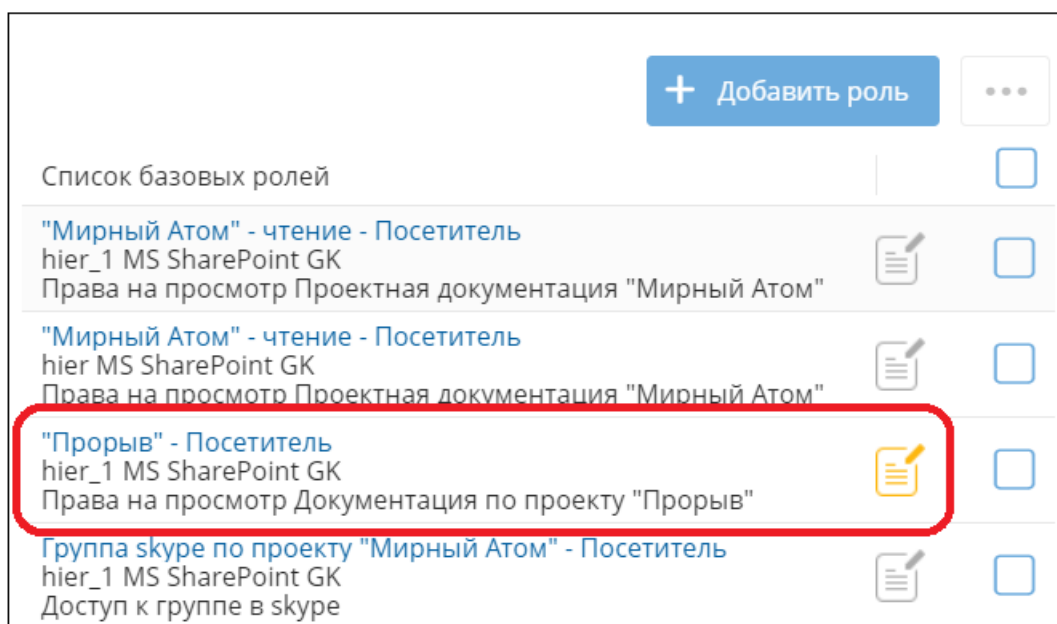 + Добавить роль
Список базовых ролей
"Мирный Атом" - чтение - Посетитель
hier_1 MS SharePoint GK
Права на просмотр Проектная документация "Мирный Атом"
"Мирный Атом" - чтение - Посетитель
hier MS SharePoint GK
Права на просмотр Проектная документация "Мирный Атом"
"Прорыв" - Посетитель
hier_1 MS SharePoint GK
Права на просмотр Документация по проекту "Прорыв"
Группа skype по проекту "Мирный Атом" - Посетитель
hier_1 MS SharePoint GK
Доступ к группе в skype